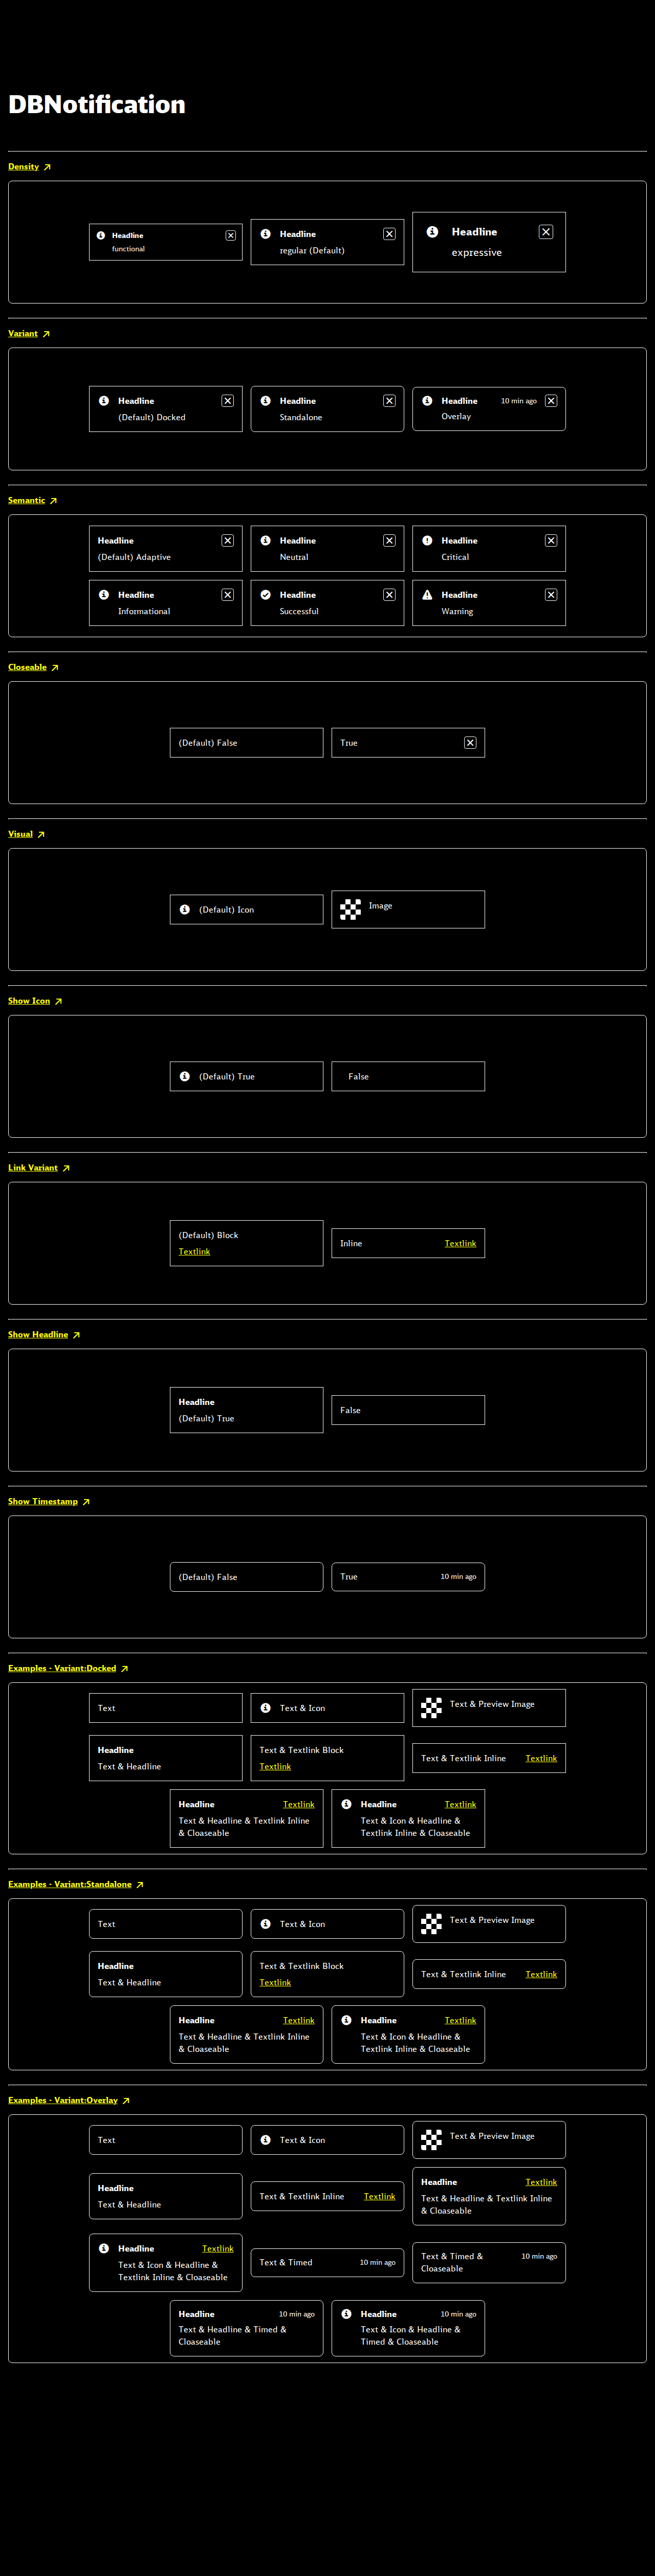 DBNotification
Density
Headline
functional
Headline
regular (Default)
Headline
expressive
Variant
Headline
(Default) Docked
Headline
Standalone
Headline 10 min ago
Overlay
Semantic
Headline
(Default) Adaptive
Headline
Neutral
Headline
Critical
Headline
Informational
Headline
Successful
Headline
Warning
Closeable
(Default) False
True
Visual
(Default) Icon
Image
Show Icon
(Default) True
False
Link Variant
(Default) Block
Textlink
Inline Textlink
Show Headline
Headline
(Default) True
False
Show Timestamp
(Default) False
True 10 min ago
Examples - Variant:Docked
Text
Text & Icon
Text & Preview Image
Headline
Text & Headline
Text & Textlink Block
Textlink
Text & Textlink Inline Textlink
Headline Textlink
Text & Headline & Textlink Inline
& Cloaseable
Headline Textlink
Text & Icon & Headline &
Textlink Inline & Cloaseable
Examples - Variant:Standalone
Text
Text & Icon
Text & Preview Image
Headline
Text & Headline
Text & Textlink Block
Textlink
Text & Textlink Inline Textlink
Headline Textlink
Text & Headline & Textlink Inline
& Cloaseable
Headline Textlink
Text & Icon & Headline &
Textlink Inline & Cloaseable
Examples - Variant:Overlay
Text
Text & Icon
Text & Preview Image
Headline
Text & Headline
Text & Textlink Inline Textlink
Headline Textlink
Text & Headline & Textlink Inline
& Cloaseable
Headline Textlink
Text & Icon & Headline &
Textlink Inline & Cloaseable
Text & Timed 10 min ago
Text & Timed & 10 min ago
Cloaseable
Headline 10 min ago
Text & Headline & Timed &
Cloaseable
Headline 10 min ago
Text & Icon & Headline &
Timed & Cloaseable